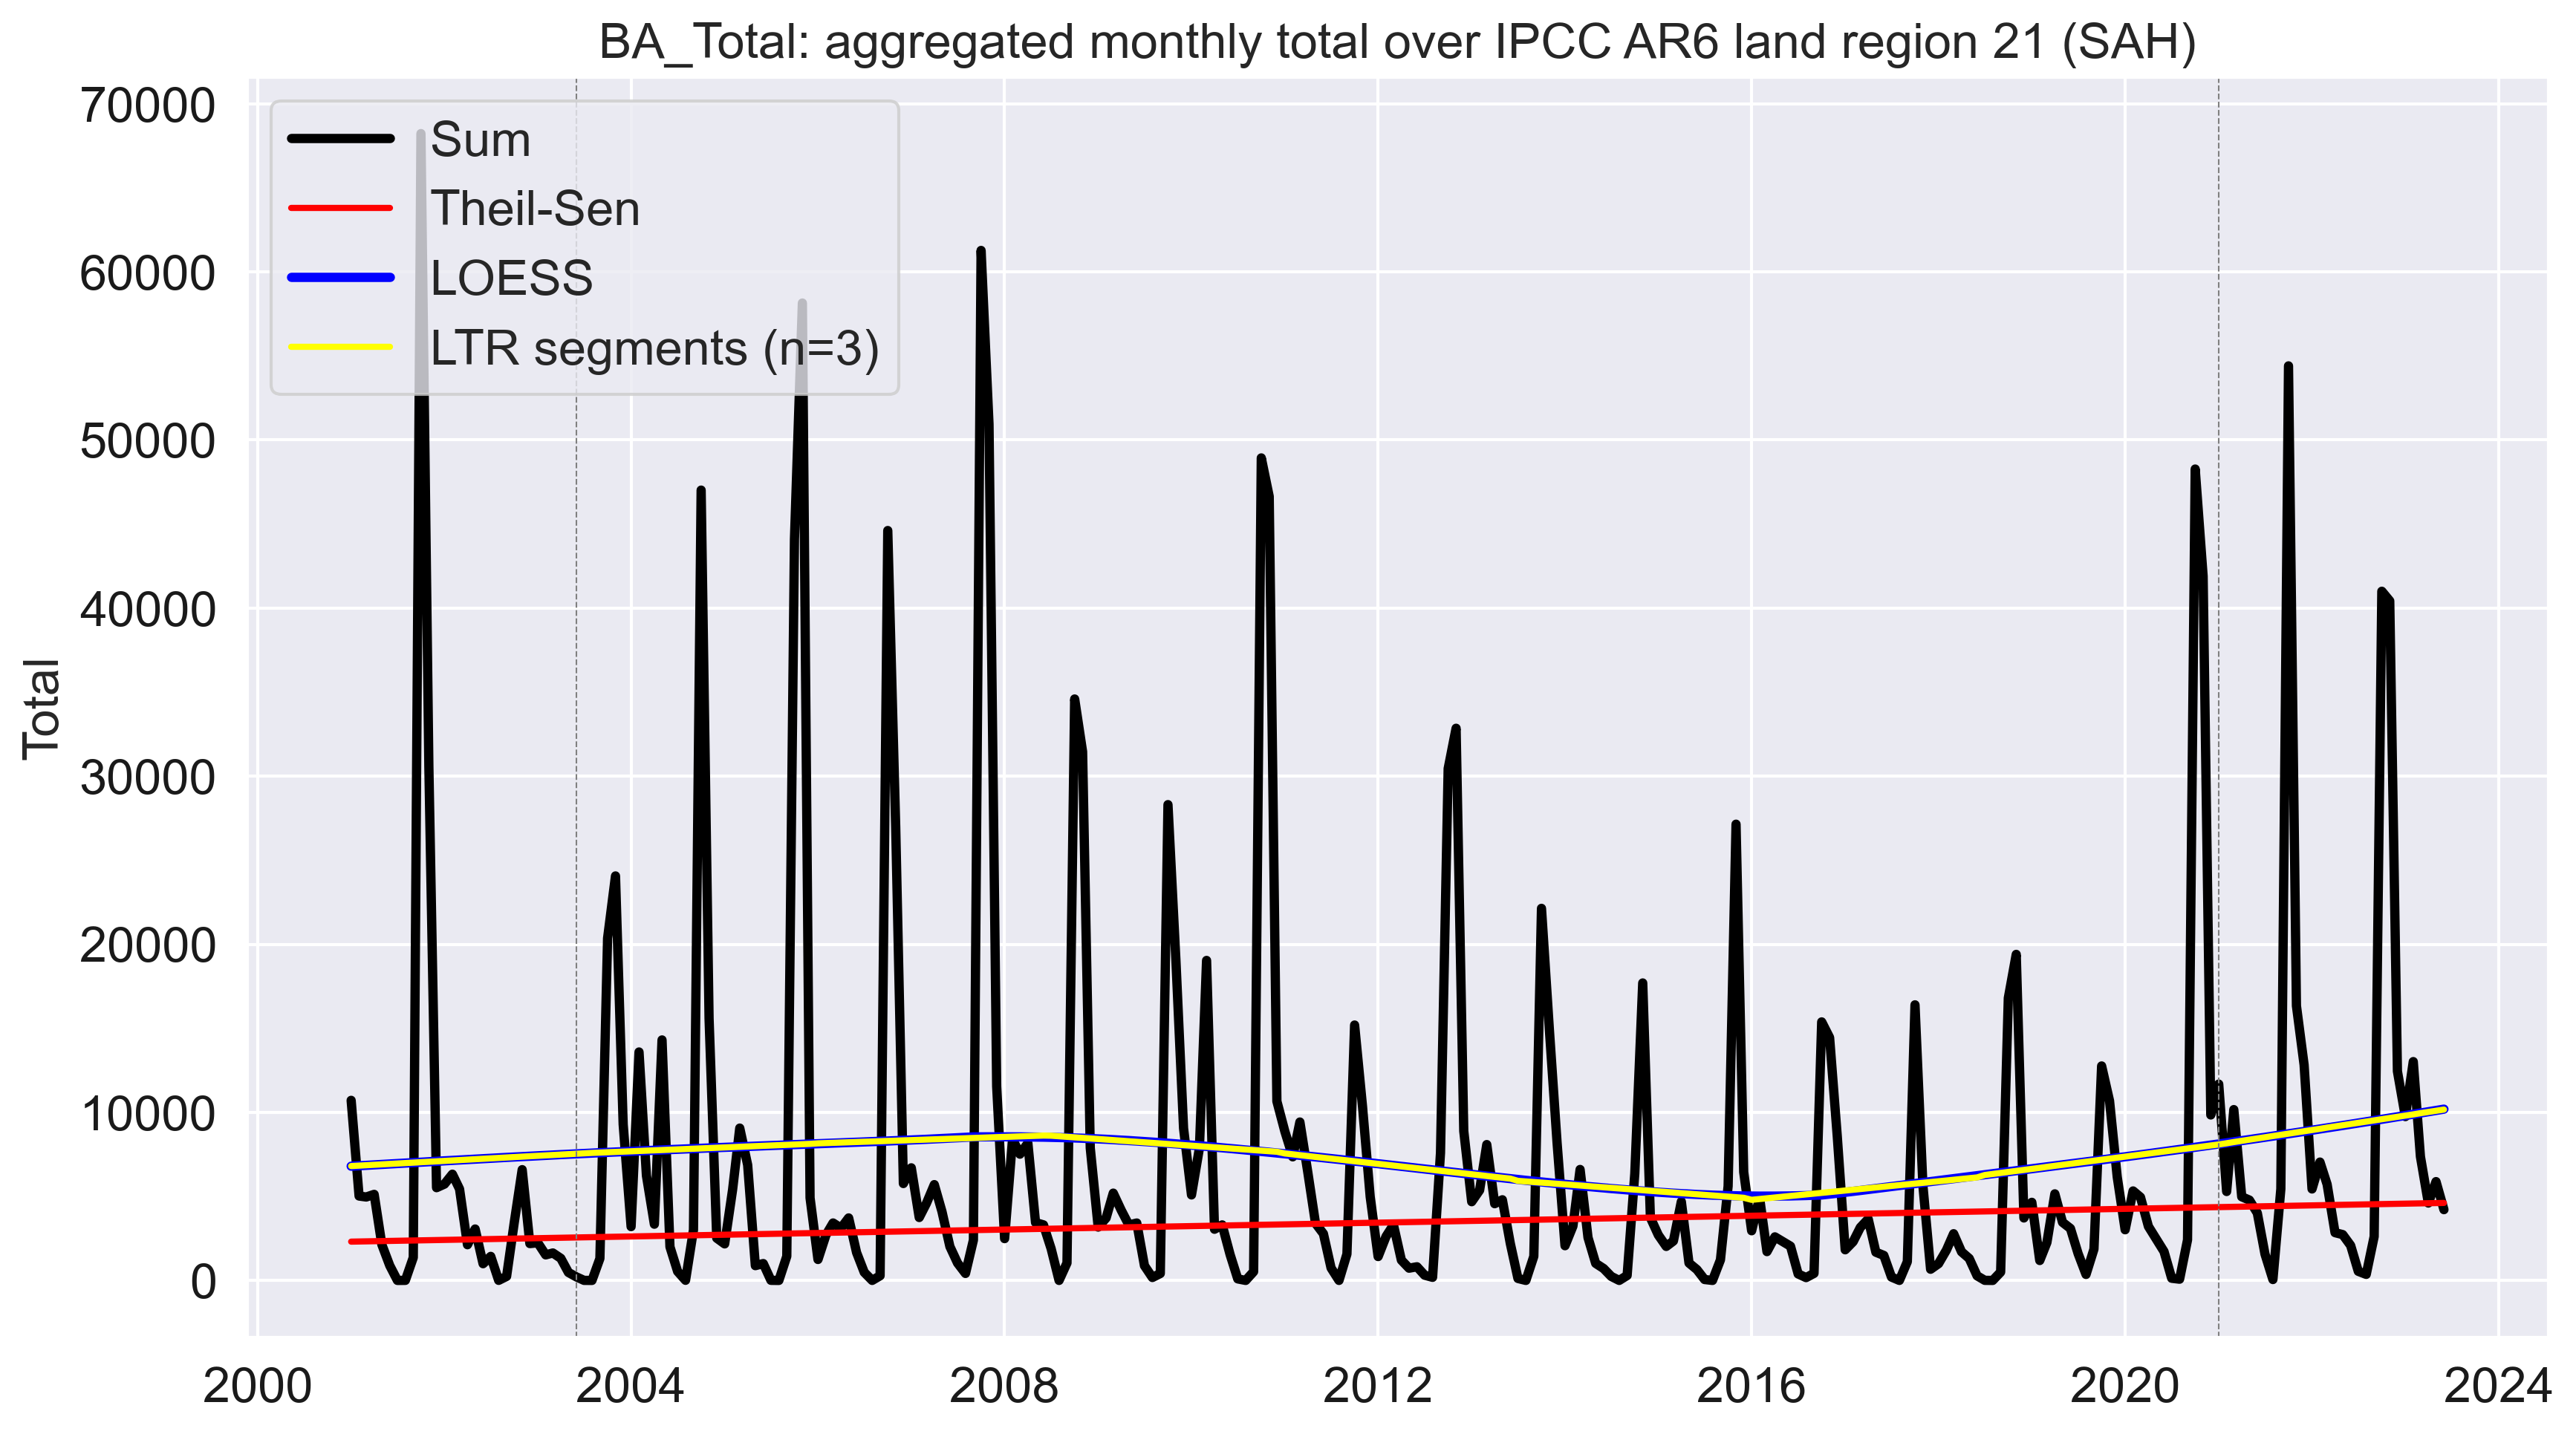 BA_Total: aggregated monthly total over IPCC AR6 land region 21 (SAH)
Sum
Theil-Sen
LOESS
LTR segments (n=3)
Total
70000
60000
50000
40000
30000
20000
10000
0
2000 2004 2008 2012 2016 2020 2024